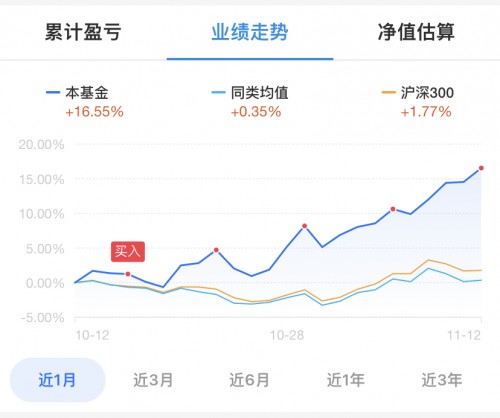 累计盈亏 业绩走势 净值估算
本基金 同类均值 沪深300
+16.55% +0.35% +1.77%
20.00%
15.00%
10.00%
5.00%
买入
0.00%
-5.00%
10-12 10-28 11-12
近1月 近3月 近6月 近1年 近3年